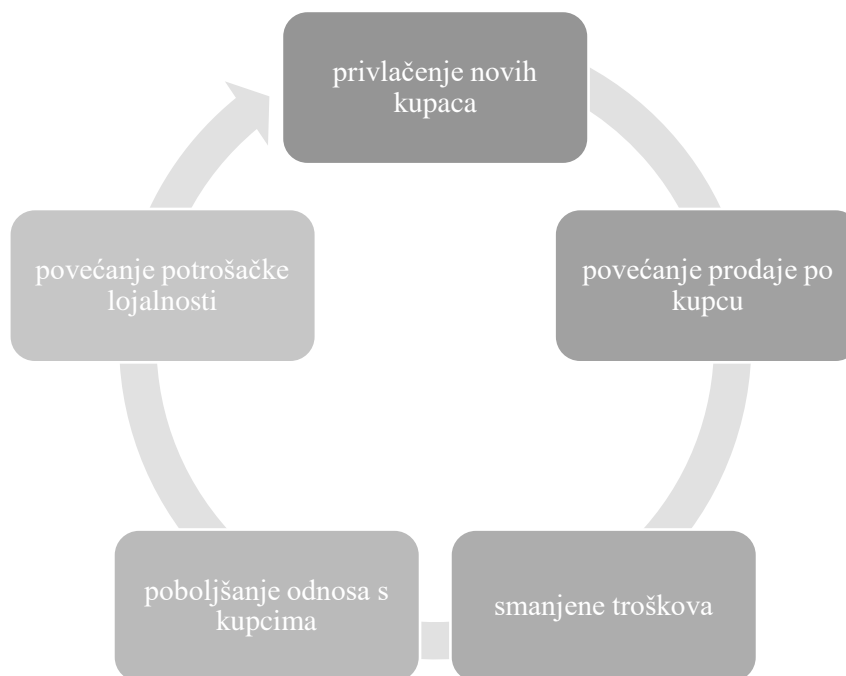 privlačenje novih
kupaca
povećanje prodaje po
kupcu
smanjene troškova
poboljšanje odnosa s
kupcima
povećanje potrošačke
lojalnosti